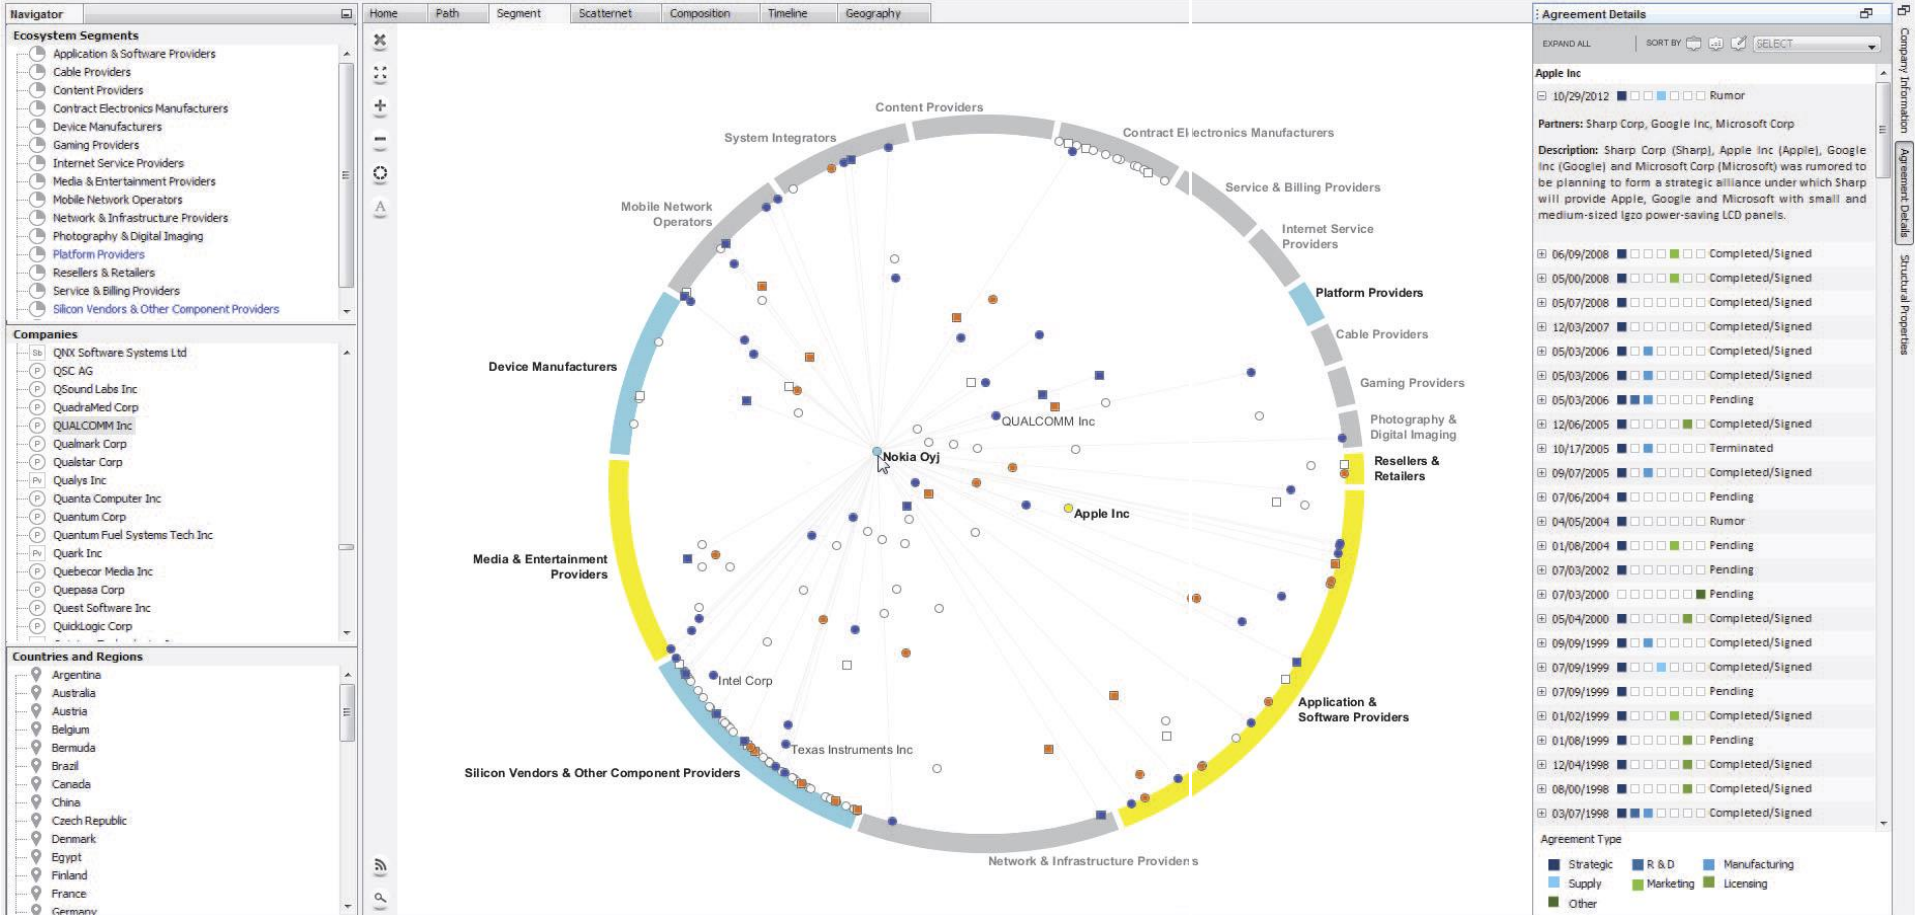 Navigator
Ecosystem Segments
Application & Software Providers
Cable Providers
Content Providers
Contract Electronics Manufacturers
Device Manufacturers
Gaming Providers
Internet Service Providers
Media & Entertainment Providers
Mobile Network Operators
Network & Infrastructure Providers
Photography & Digital Imaging
Platform Providers
Resellers & Retailers
Service & Billing Providers
Silicon Vendors & Other Component Providers
Companies
Sb QNX Software Systems Ltd
P QSC AG
P QSound Labs Inc
P QuadraMed Corp
P QUALCOMM Inc
P Qualmark Corp
P Qualstar Corp
Pv Qualys Inc
P Quanta Computer Inc
P Quantum Corp
P Quantum Fuel Systems Tech Inc
Pv Quark Inc
P Quebecor Media Inc
P Quepasa Corp
P Quest Software Inc
P QuickLogic Corp
Countries and Regions
Argentina
Australia
Austria
Belgium
Bermuda
Brazil
Canada
China
Czech Republic
Denmark
Egypt
Finland
France
Germany
Home Path Segment Scatternet Composition Timeline Geography
A
Content Providers
System Integrators
Contract Electronics Manufacturers
Mobile Network
Operators
Service & Billing Providers
Internet Service
Providers
Platform Providers
Cable Providers
Device Manufacturers
Gaming Providers
Photography &
Digital Imaging
QUALCOMM Inc
Nokia Oyj
Resellers &
Retailers
Apple Inc
Media & Entertainment
Providers
Intel Corp
Application &
Software Providers
Texas Instruments Inc
Silicon Vendors & Other Component Providers
Network & Infrastructure Providers
Agreement Details
EXPAND ALL SORT BY SELECT
Apple Inc
10/29/2012 Rumor
Partners: Sharp Corp, Google Inc, Microsoft Corp
Description: Sharp Corp (Sharp), Apple Inc (Apple), Google
Inc (Google) and Microsoft Corp (Microsoft) was rumored to
be planning to form a strategic alliance under which Sharp
will provide Apple, Google and Microsoft with small and
medium-sized Igzo power-saving LCD panels.
06/09/2008 Completed/Signed
05/00/2008 Completed/Signed
05/07/2008 Completed/Signed
12/03/2007 Completed/Signed
05/03/2006 Completed/Signed
05/03/2006 Completed/Signed
05/03/2006 Pending
12/06/2005 Completed/Signed
10/17/2005 Terminated
09/07/2005 Completed/Signed
07/06/2004 Pending
04/05/2004 Rumor
01/08/2004 Pending
07/03/2002 Pending
07/03/2000 Pending
05/04/2000 Completed/Signed
09/09/1999 Completed/Signed
07/09/1999 Completed/Signed
07/09/1999 Pending
01/02/1999 Completed/Signed
01/08/1999 Pending
12/04/1998 Completed/Signed
08/00/1998 Completed/Signed
03/07/1998 Completed/Signed
Agreement Type
Strategic R & D Manufacturing
Supply Marketing Licensing
Other
Company Information
Agreement Details
Structural Properties